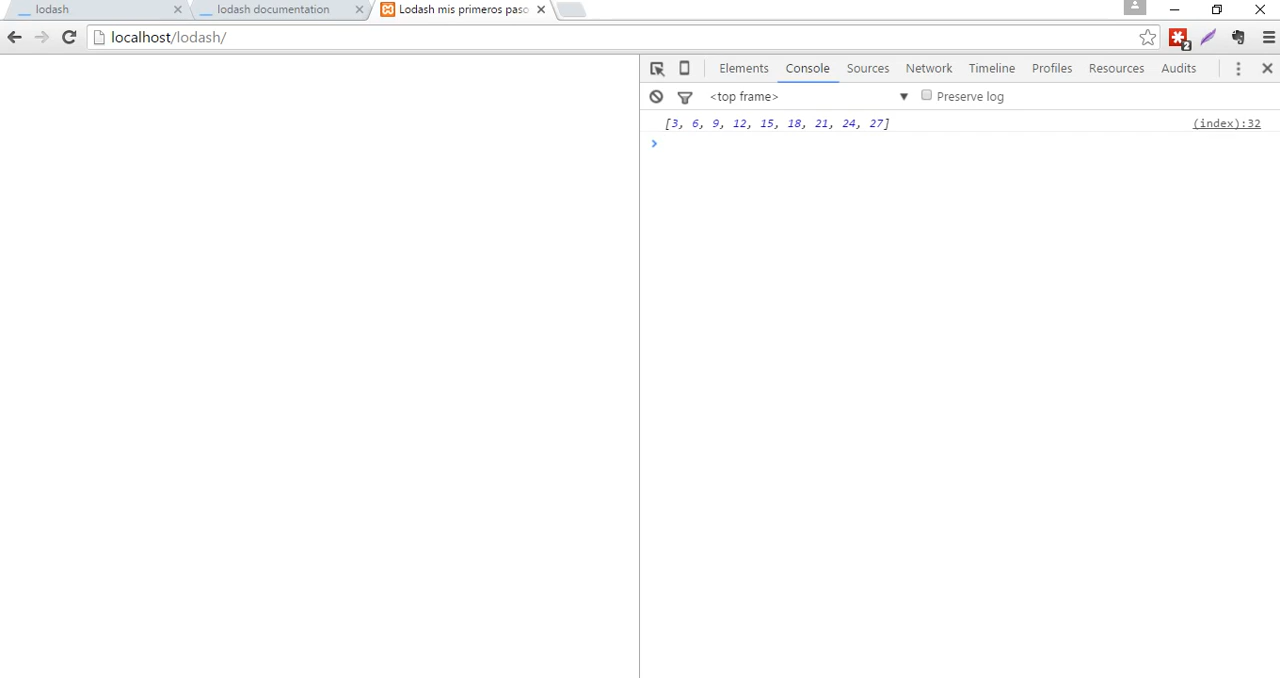 lodash
lodash documentation
Lodash mis primeros paso
localhost/lodash/
2
Elements Console Sources Network Timeline Profiles Resources Audits
<top frame> ▼ Preserve log
[3, 6, 9, 12, 15, 18, 21, 24, 27] (index):32